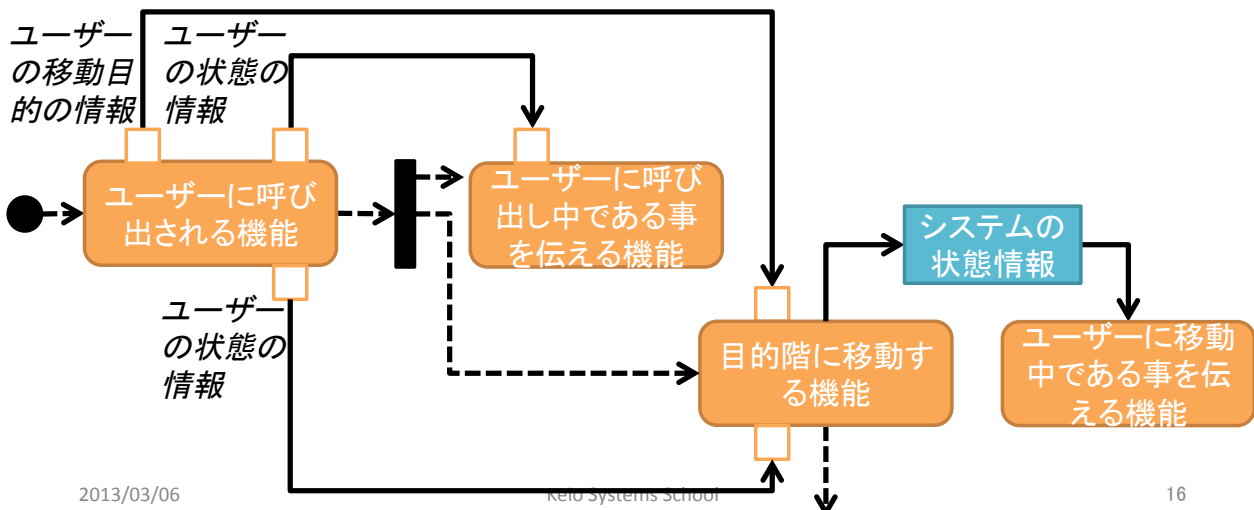 ユーザー
の移動目
的の情報
ユーザー
の状態の
情報
ユーザーに呼び
出される機能
ユーザーに呼び
出し中である事
を伝える機能
システムの
状態情報
ユーザー
の状態の
情報
目的階に移動す
る機能
ユーザーに移動
中である事を伝
える機能
2013/03/06
Keio Systems School
16